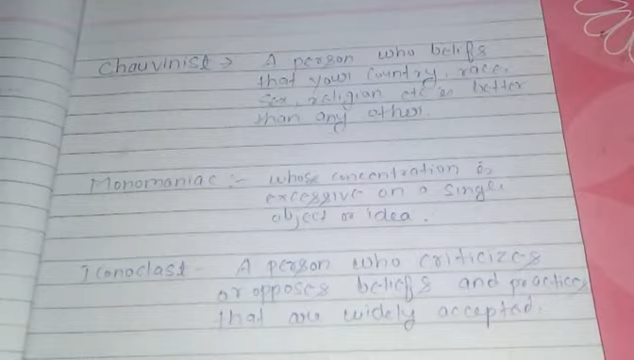 Chauvinist → A person who beliefs
that your country, race,
sex, religian etc is better
than any other.
Monomaniac :- whose concentration is
excessive on a single
object or idea.
Iconoclast - A person who criticizes
or opposes beliefs and practices
that are widely accepted.